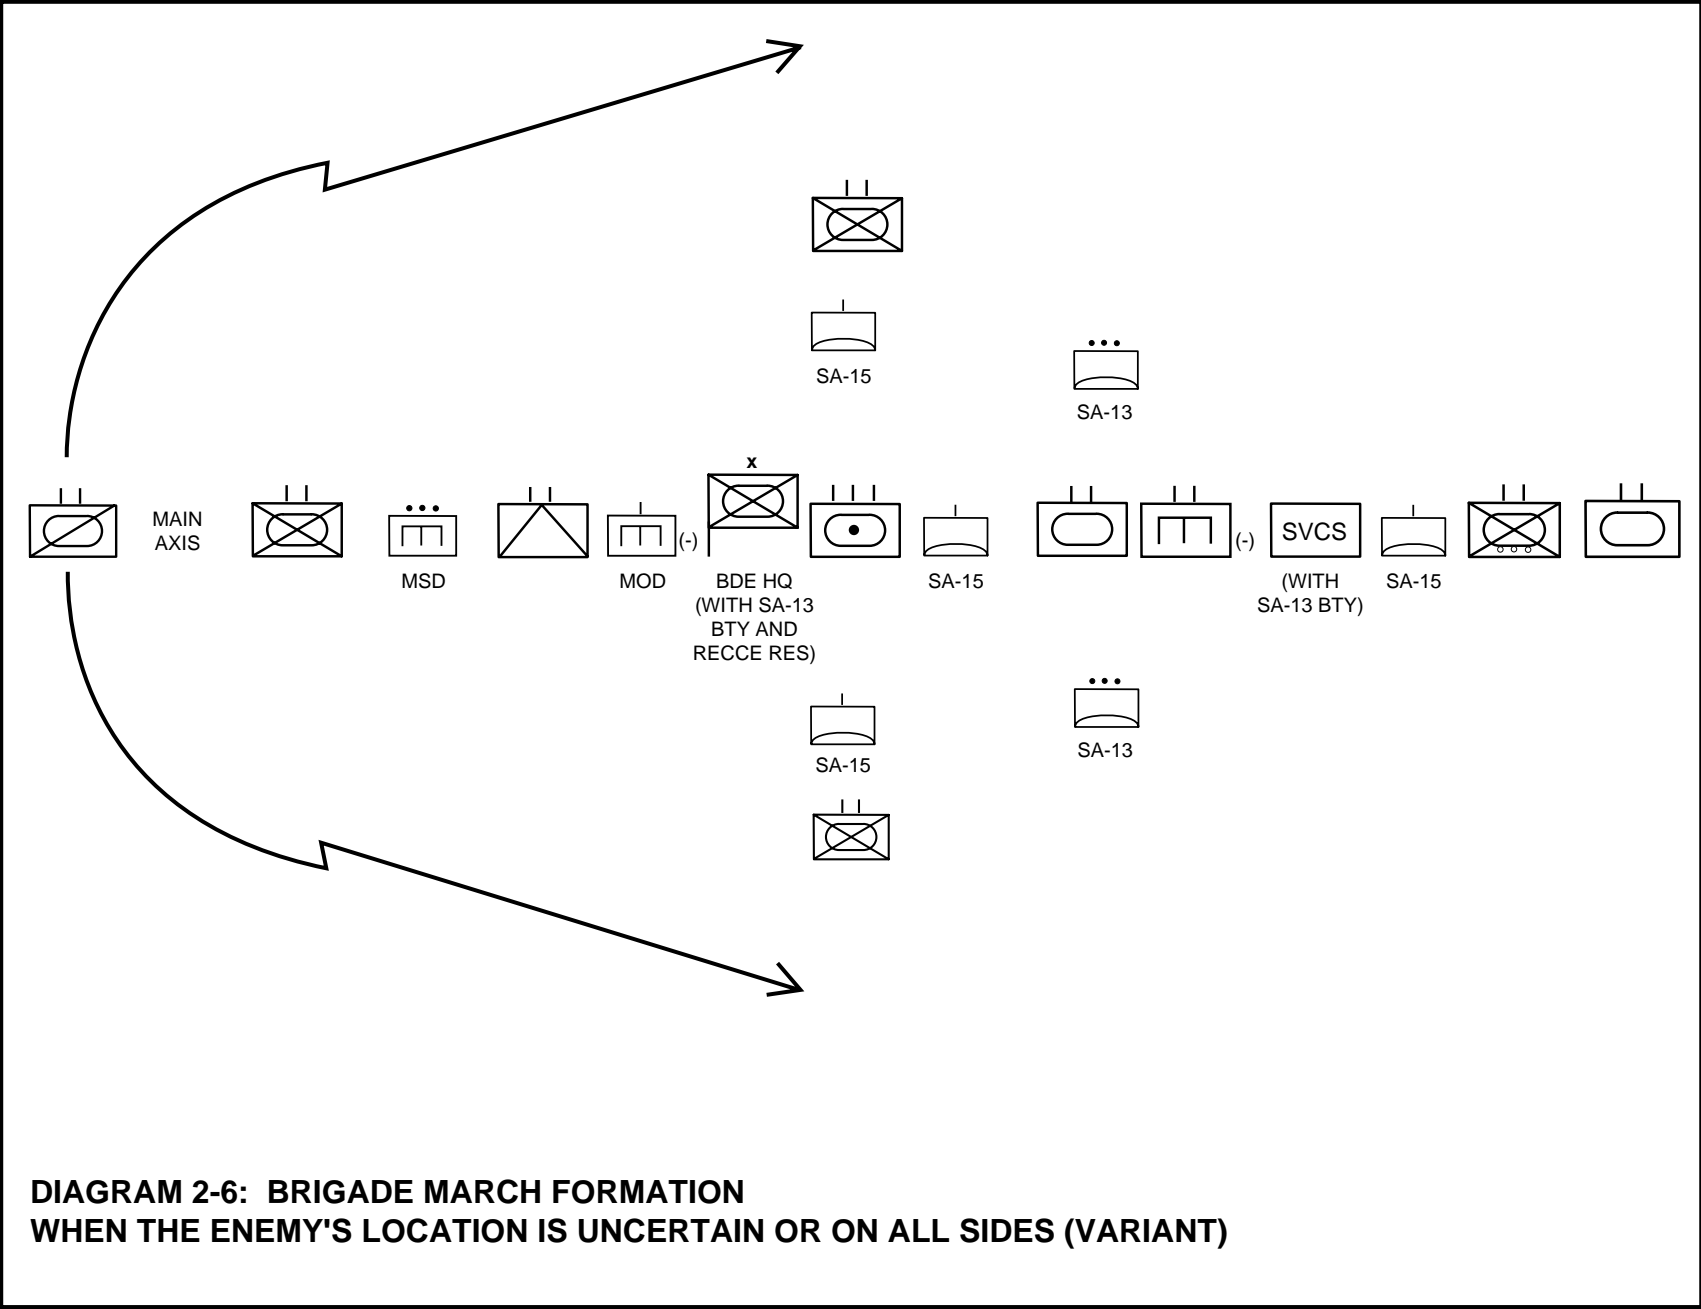 SA-15
SA-13
x
MAIN
AXIS
(-)
SVCS
(-)
MSD
MOD
BDE HQ
(WITH SA-13
BTY AND
RECCE RES)
SA-15
(WITH
SA-13 BTY)
SA-15
SA-15
SA-13
DIAGRAM 2-6: BRIGADE MARCH FORMATION
WHEN THE ENEMY'S LOCATION IS UNCERTAIN OR ON ALL SIDES (VARIANT)